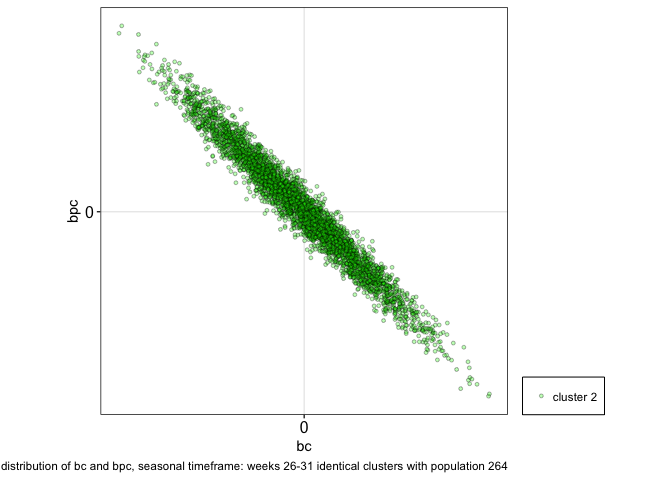 bpc
0
0
bc
cluster 2
distribution of bc and bpc, seasonal timeframe: weeks 26-31 identical clusters with population 264